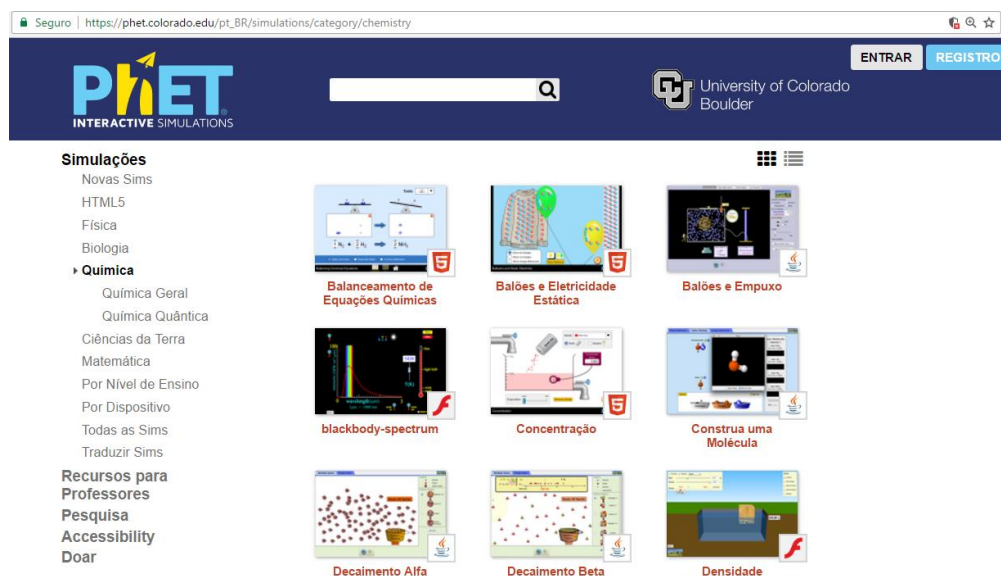 Seguro | https://phet.colorado.edu/pt_BR/simulations/category/chemistry
ENTRAR REGISTRO
PhET
INTERACTIVE SIMULATIONS
University of Colorado
Boulder
Simulações
Novas Sims
HTML5
Física
Biologia
Química
Química Geral
Química Quântica
Ciências da Terra
Matemática
Por Nível de Ensino
Por Dispositivo
Todas as Sims
Traduzir Sims
Recursos para
Professores
Pesquisa
Accessibility
Doar
Balanceamento de
Equações Químicas
Balões e Eletricidade
Estática
Balões e Empuxo
blackbody-spectrum
Concentração
Construa uma
Molécula
Decaimento Alfa
Decaimento Beta
Densidade